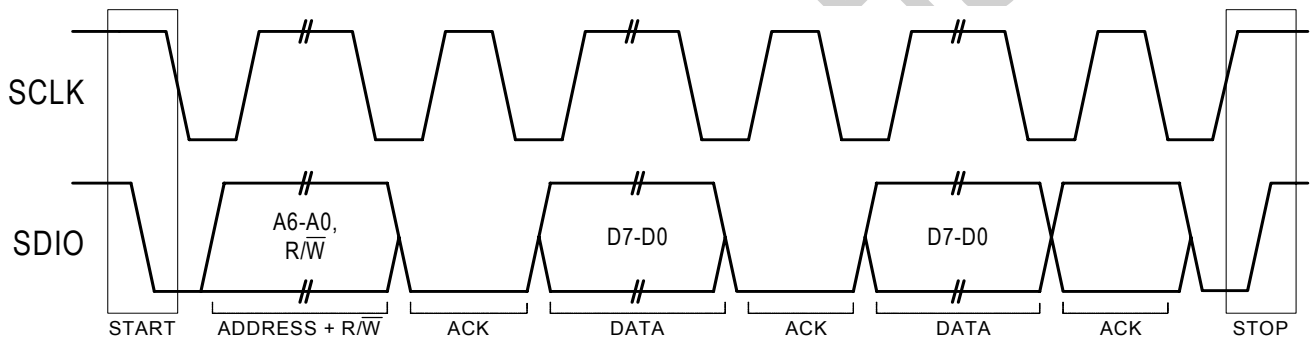 SCLK
SDIO
A6-A0,
R/W̅
D7-D0
D7-D0
START
ADDRESS + R/W̅
ACK
DATA
ACK
DATA
ACK
STOP